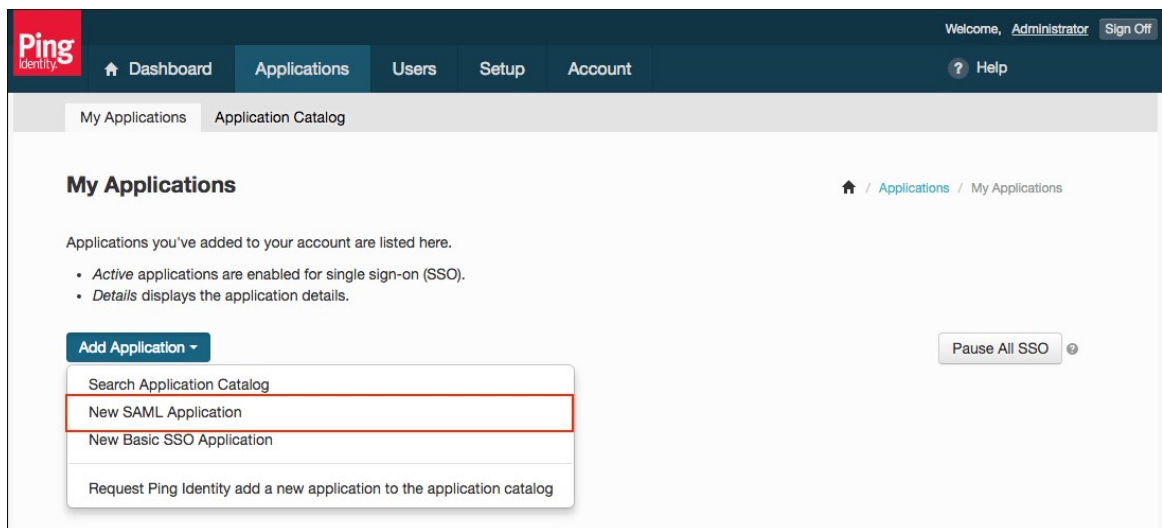 Welcome, Administrator Sign Off
Ping
Identity.
Dashboard Applications Users Setup Account ? Help
My Applications Application Catalog
My Applications
/ Applications / My Applications
Applications you've added to your account are listed here.
• Active applications are enabled for single sign-on (SSO).
• Details displays the application details.
Add Application
Pause All SSO ?
Search Application Catalog
New SAML Application
New Basic SSO Application
Request Ping Identity add a new application to the application catalog